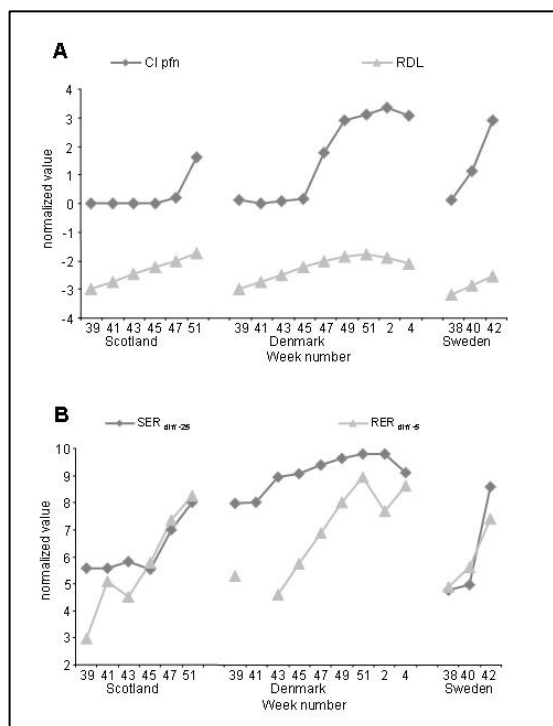 A
CI pfn RDL
normalized value
4
3
2
1
0
-1
-2
-3
-4
39 41 43 45 47 51 39 41 43 45 47 49 51 2 4 38 40 42
Scotland Denmark Sweden
Week number
B
SER diff -25 RER diff -5
normalized value
10
9
8
7
6
5
4
3
2
39 41 43 45 47 51 39 41 43 45 47 49 51 2 4 38 40 42
Scotland Denmark Sweden
Week number